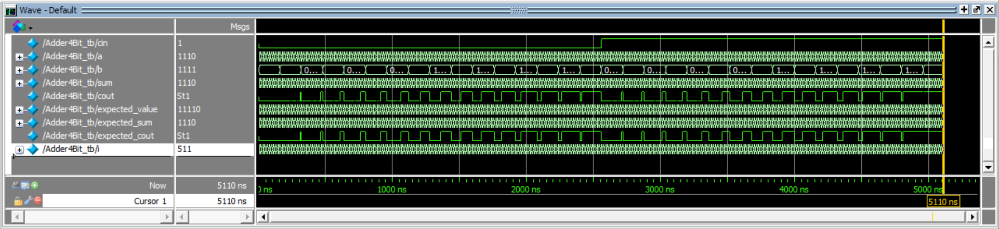 Wave - Default
Msgs
/Adder4Bit_tb/cin 1
/Adder4Bit_tb/a 1110
/Adder4Bit_tb/b 1111 0... 0... 0... 1... 1... 1... 1... 0... 0... 0... 0... 1... 1... 1... 1...
/Adder4Bit_tb/sum 1110
/Adder4Bit_tb/cout St1
/Adder4Bit_tb/expected_value 11110
/Adder4Bit_tb/expected_sum 1110
/Adder4Bit_tb/expected_cout St1
/Adder4Bit_tb/i 511
Now 5110 ns
ns 1000 ns 2000 ns 3000 ns 4000 ns 5000 ns
Cursor 1 5110 ns
5110 ns